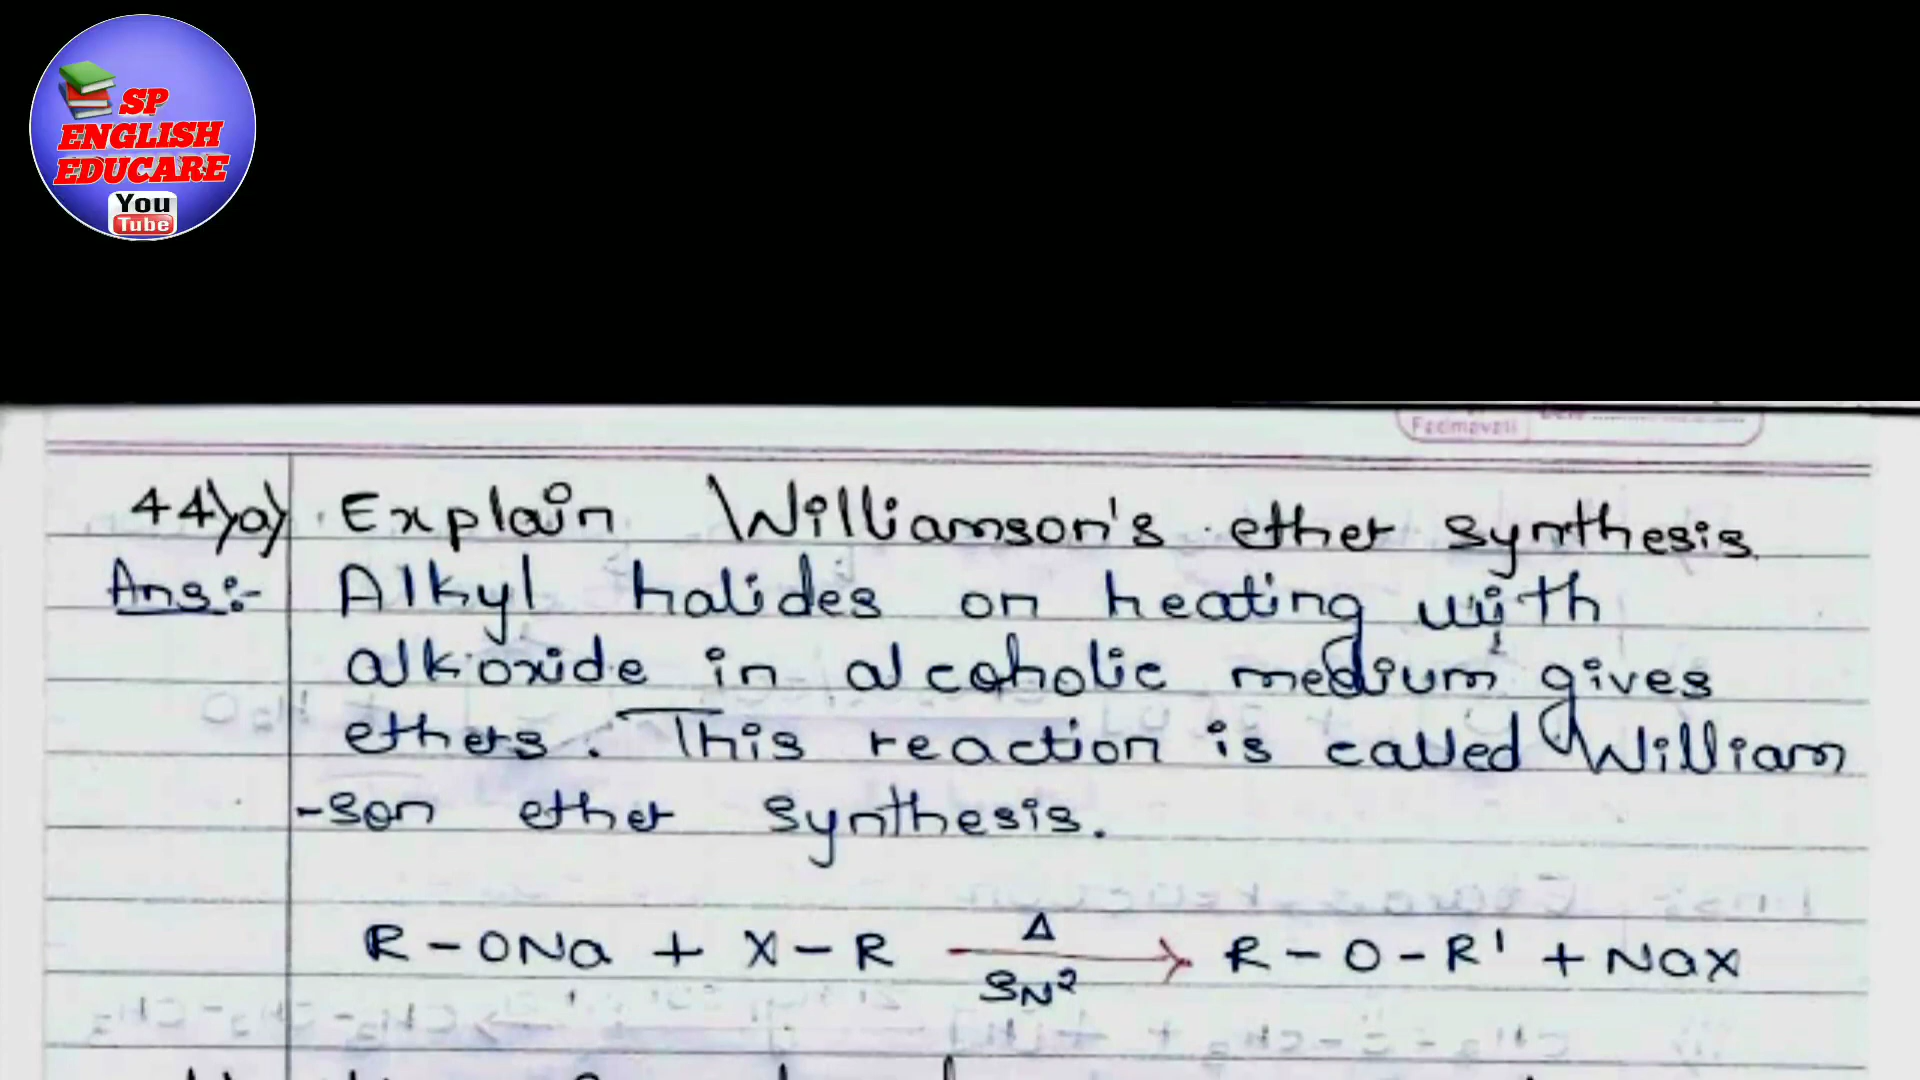 SP
ENGLISH
EDUCARE
You
Tube
44)a) Explain Williamson's ether synthesis.
Ans:- Alkyl halides on heating with
alkoxide in alcoholic medium gives
ethers. This reaction is called William
-son ether synthesis.
Δ
R-ONa + X-R → R-O-R' + NaX
SN²